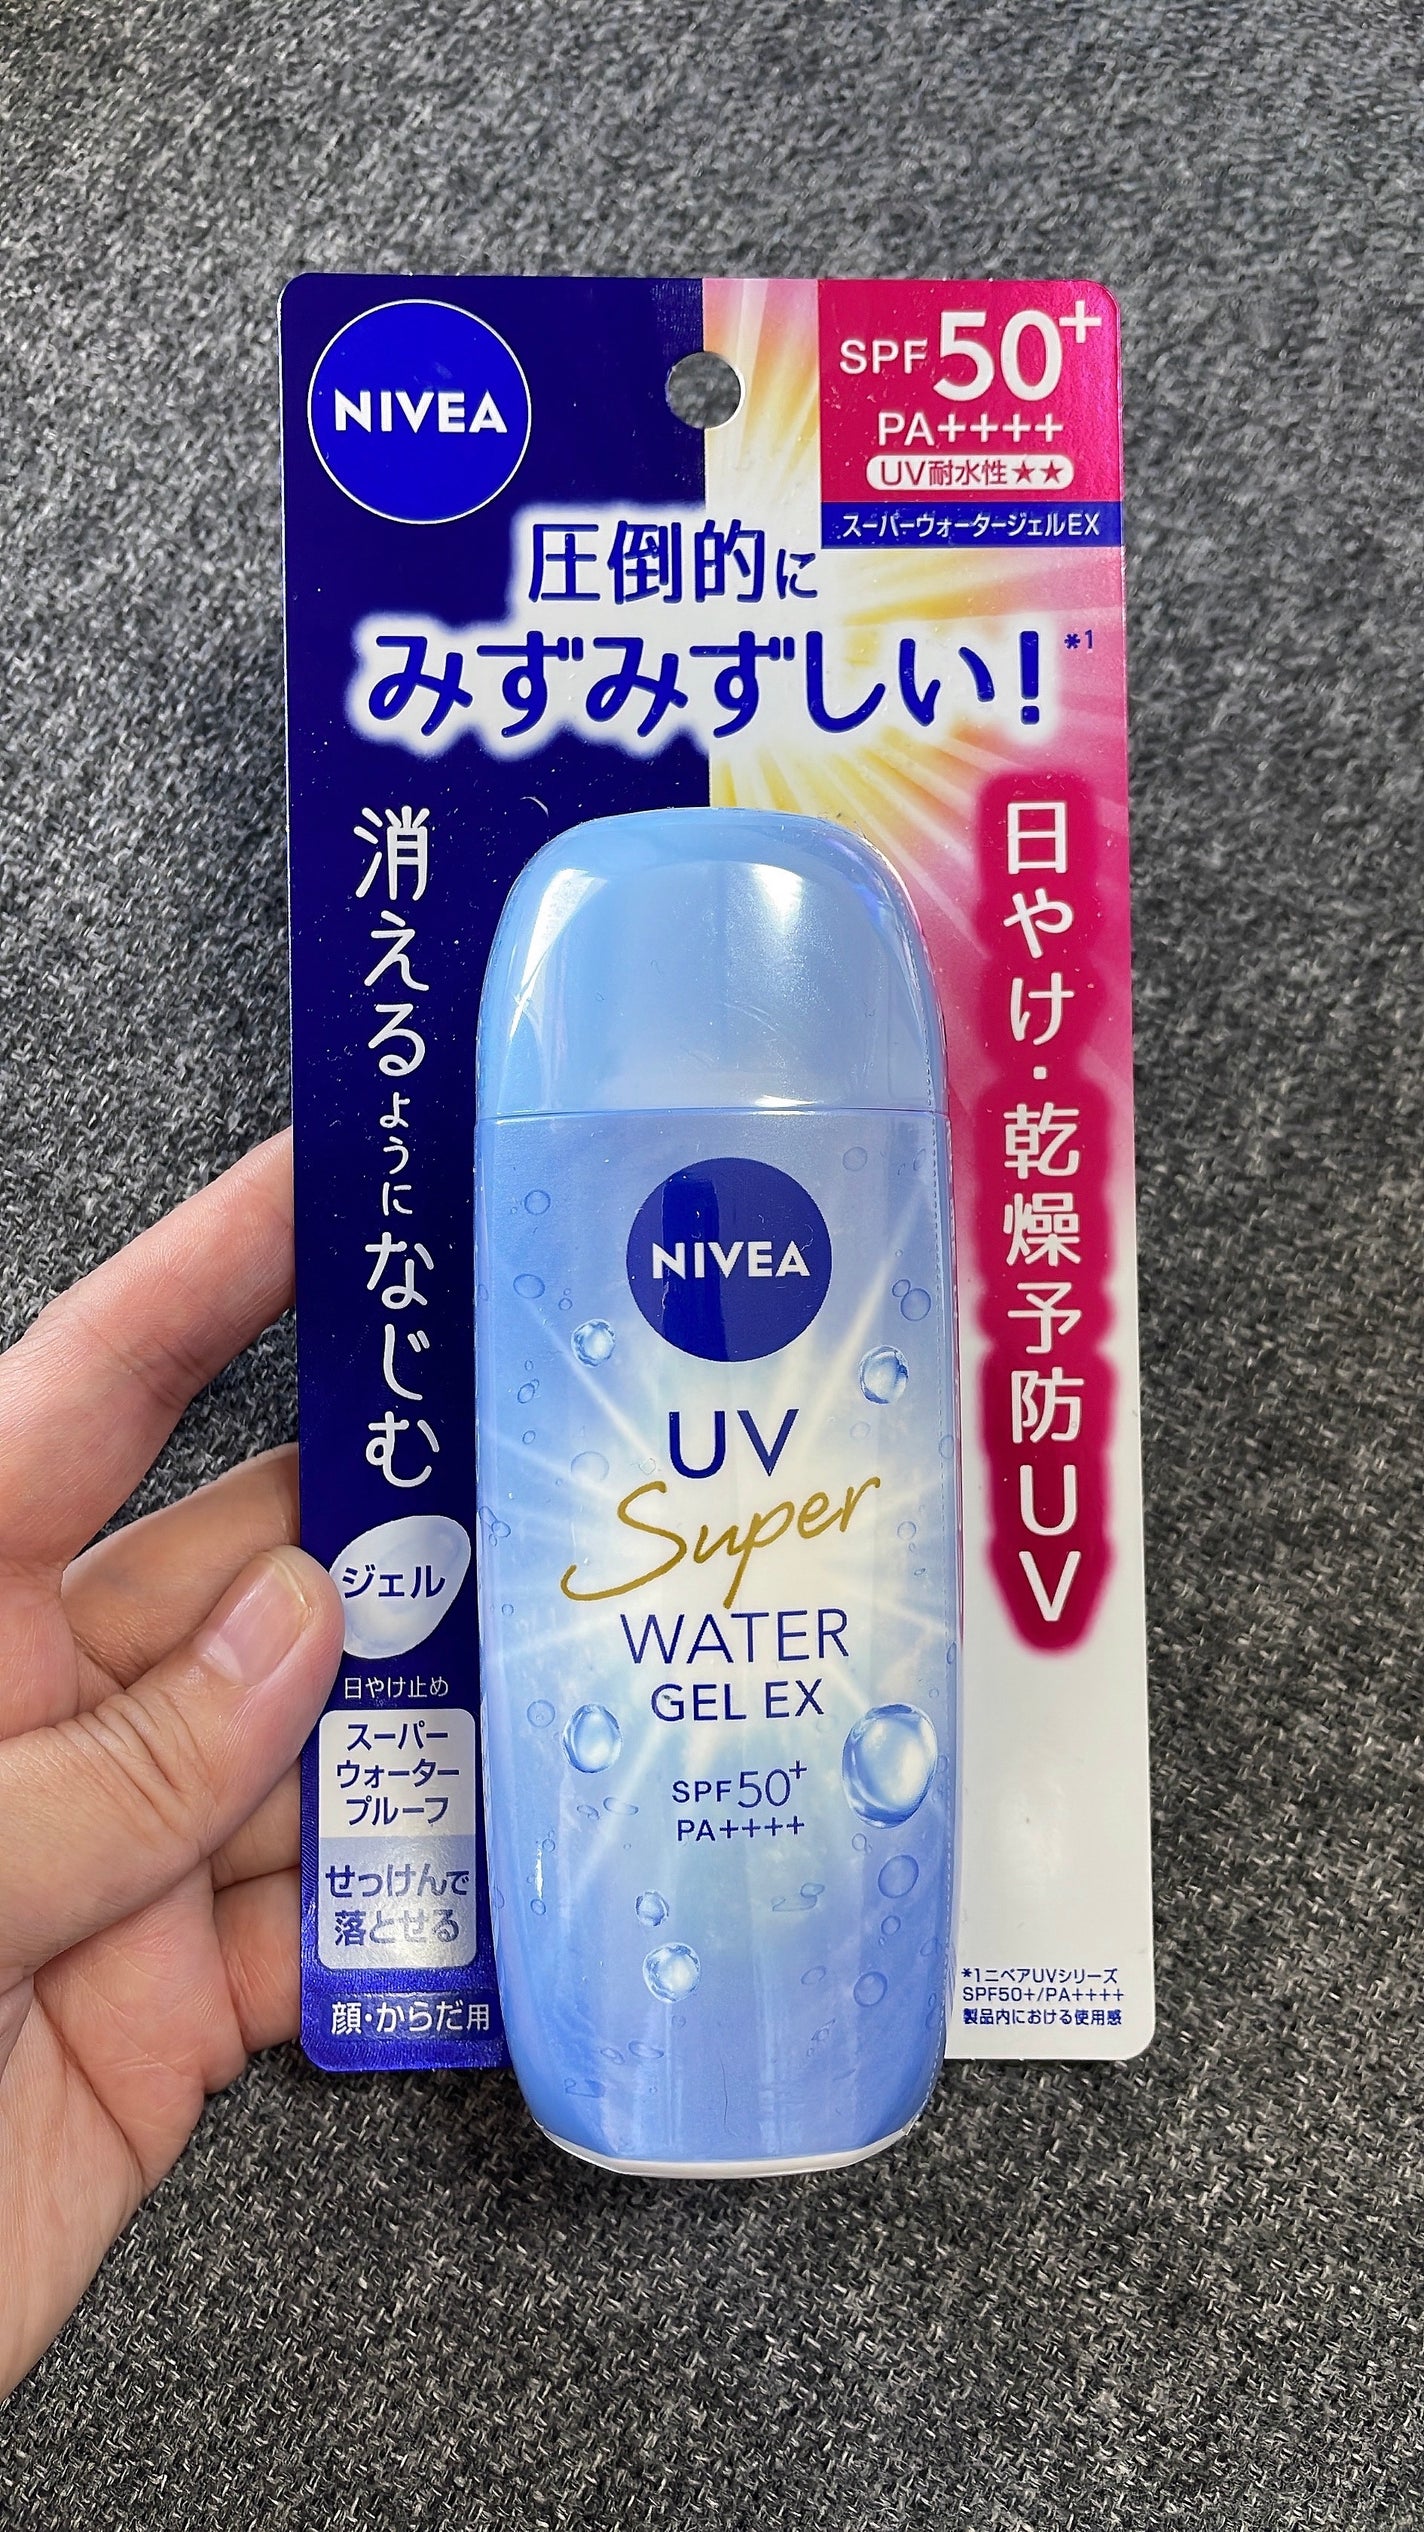 NIVEA
SPF50+
PA++++
UV耐水性★★
スーパーウォータージェルEX
圧倒的に
みずみずしい!*1
消えるようになじむ
日やけ・乾燥予防UV
NIVEA
UV
Super
WATER
GEL EX
SPF50+
PA++++
ジェル
日やけ止め
スーパー
ウォーター
プルーフ
せっけんで
落とせる
顔・からだ用
*1ニベアUVシリーズ
SPF50+/PA++++
製品内における使用感